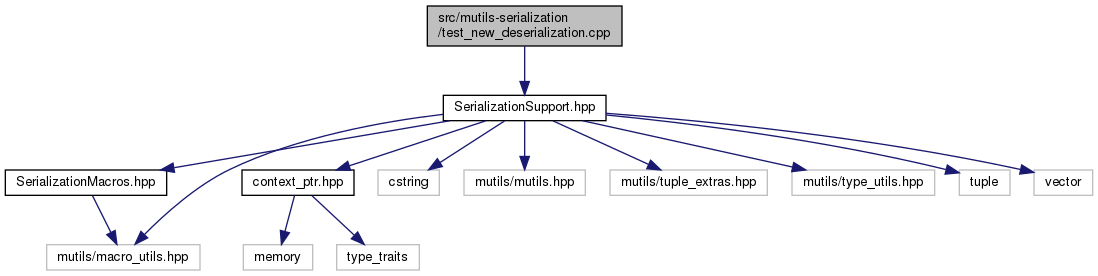 src/mutils-serialization
/test_new_deserialization.cpp
SerializationSupport.hpp
SerializationMacros.hpp
context_ptr.hpp
cstring
mutils/mutils.hpp
mutils/tuple_extras.hpp
mutils/type_utils.hpp
tuple
vector
mutils/macro_utils.hpp
memory
type_traits